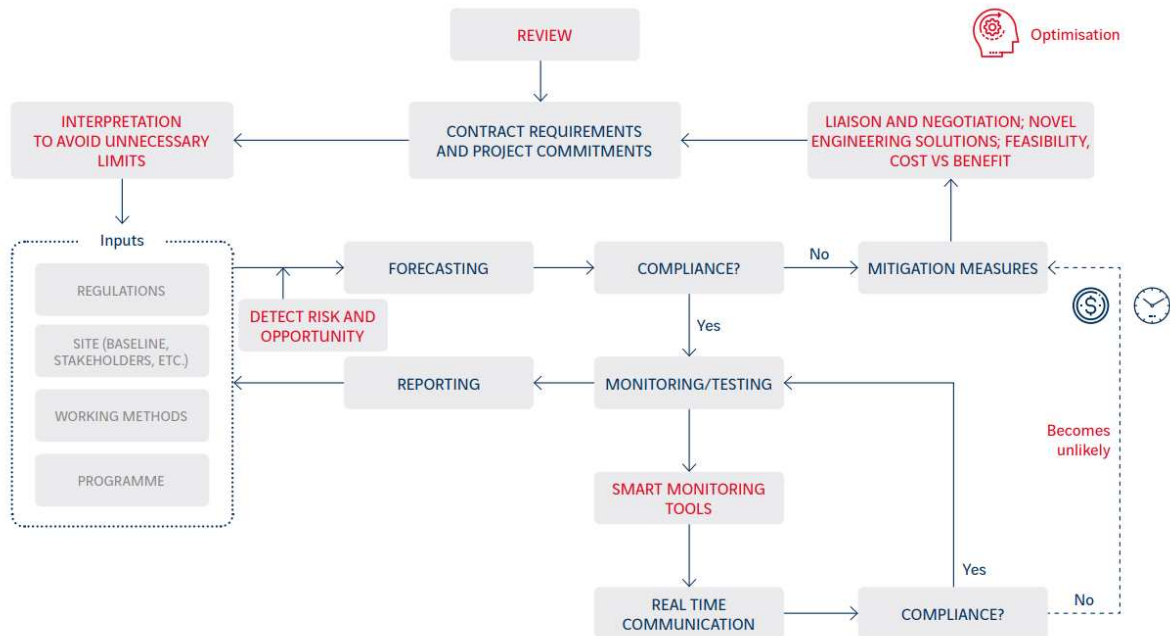 REVIEW
Optimisation
INTERPRETATION
TO AVOID UNNECESSARY
LIMITS
CONTRACT REQUIREMENTS
AND PROJECT COMMITMENTS
LIAISON AND NEGOTIATION; NOVEL
ENGINEERING SOLUTIONS; FEASIBILITY,
COST VS BENEFIT
Inputs
REGULATIONS
SITE (BASELINE,
STAKEHOLDERS, ETC.)
WORKING METHODS
PROGRAMME
FORECASTING
COMPLIANCE?
No
MITIGATION MEASURES
DETECT RISK AND
OPPORTUNITY
$
Yes
REPORTING
MONITORING/TESTING
Becomes
unlikely
SMART MONITORING
TOOLS
Yes
REAL TIME
COMMUNICATION
COMPLIANCE?
No